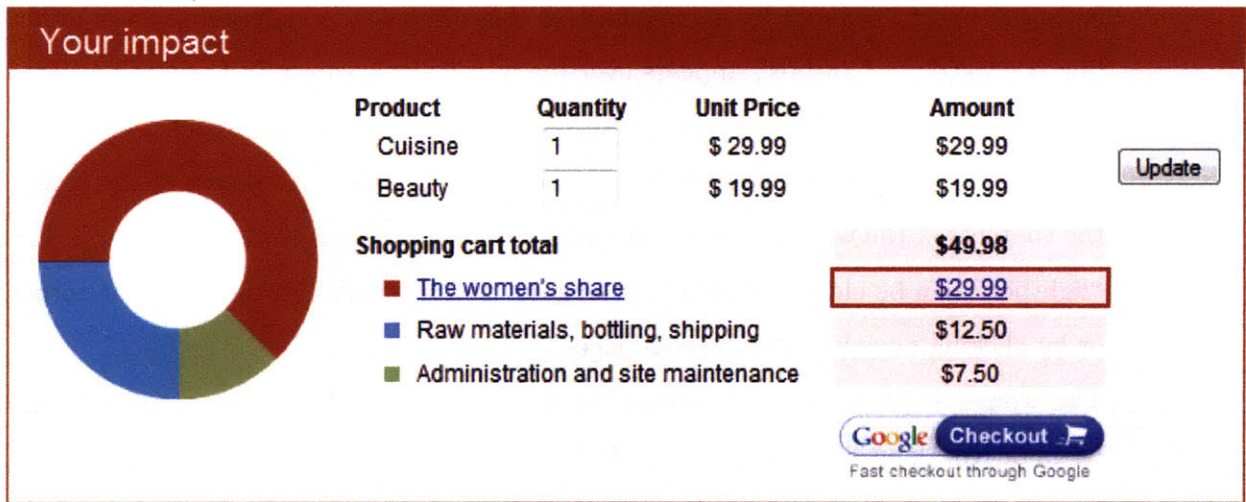 Your impact
Product Quantity Unit Price Amount
Cuisine 1 $ 29.99 $29.99
Beauty 1 $ 19.99 $19.99
Update
Shopping cart total $49.98
The women's share $29.99
Raw materials, bottling, shipping $12.50
Administration and site maintenance $7.50
Google Checkout
Fast checkout through Google